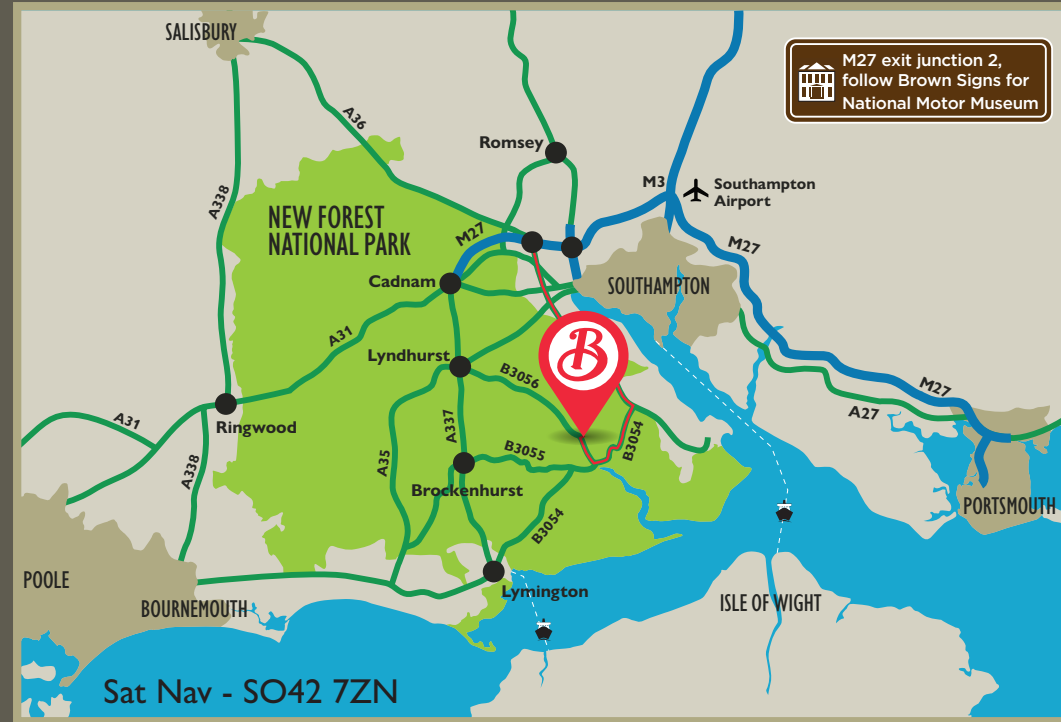 SALISBURY
M27 exit junction 2,
follow Brown Signs for
National Motor Museum
A36
Romsey
M3
Southampton
Airport
A338
NEW FOREST
NATIONAL PARK
M27
M27
Cadnam
SOUTHAMPTON
A31
B
Lyndhurst
B3056
M27
A27
Ringwood
A31
A337
B3054
A338
A35
B3055
Brockenhurst
PORTSMOUTH
B3054
POOLE
Lymington
BOURNEMOUTH
ISLE OF WIGHT
Sat Nav - SO42 7ZN